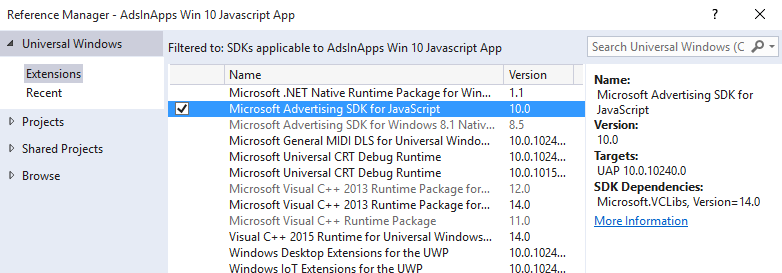 Reference Manager - AdsInApps Win 10 Javascript App
Universal Windows
Extensions
Recent
Projects
Shared Projects
Browse
Filtered to: SDKs applicable to AdsInApps Win 10 Javascript App
Name Version
Microsoft .NET Native Runtime Package for Win... 1.1
Microsoft Advertising SDK for JavaScript 10.0
Microsoft Advertising SDK for Windows 8.1 Nativ... 8.5
Microsoft General MIDI DLS for Universal Windo... 10.0.1024...
Microsoft Universal CRT Debug Runtime 10.0.1024...
Microsoft Universal CRT Debug Runtime 10.0.1015...
Microsoft Visual C++ 2013 Runtime Package for... 12.0
Microsoft Visual C++ 2013 Runtime Package for... 14.0
Microsoft Visual C++ Runtime Package 11.0
Visual C++ 2015 Runtime for Universal Windows... 14.0
Windows Desktop Extensions for the UWP 10.0.1024...
Windows IoT Extensions for the UWP 10.0.1024...
Search Universal Windows (C
Name:
Microsoft Advertising SDK for
JavaScript
Version:
10.0
Targets:
UAP 10.0.10240.0
SDK Dependencies:
Microsoft.VCLibs, Version=14.0
More Information